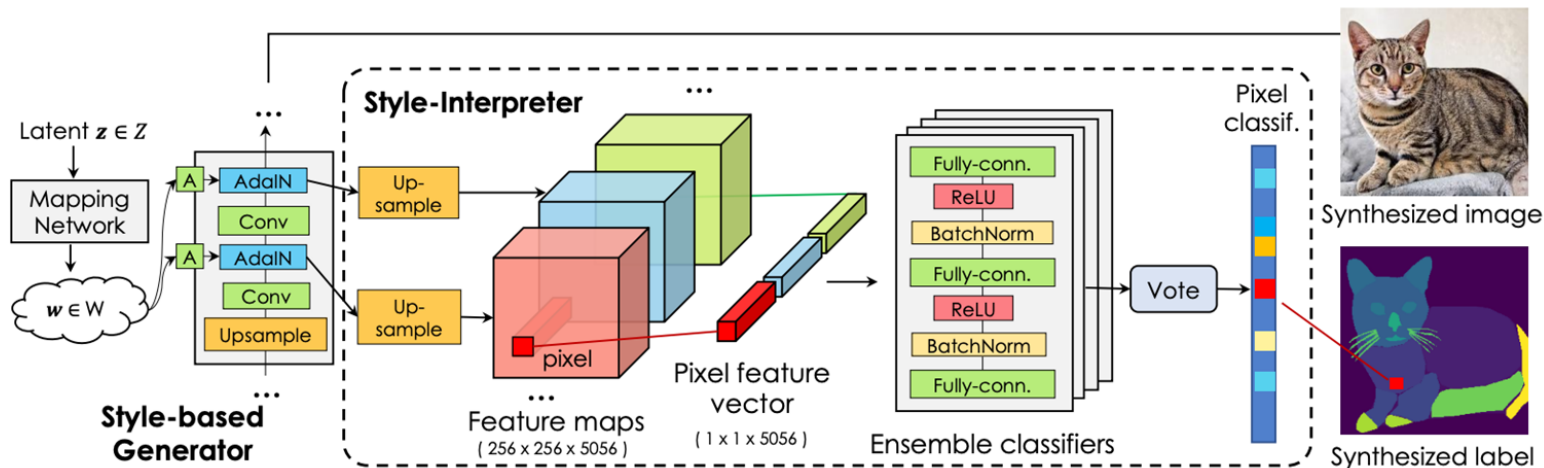 Latent z ∈ Z
Mapping
Network
w ∈ W
A
A
...
AdaIN
Conv
AdaIN
Conv
Upsample
...
Style-based
Generator
Style-Interpreter
Up-
sample
Up-
sample
...
pixel
...
Feature maps
( 256 x 256 x 5056 )
Pixel feature
vector
( 1 x 1 x 5056 )
Fully-conn.
ReLU
BatchNorm
Fully-conn.
ReLU
BatchNorm
Fully-conn.
Ensemble classifiers
Vote
Pixel
classif.
Synthesized image
Synthesized label